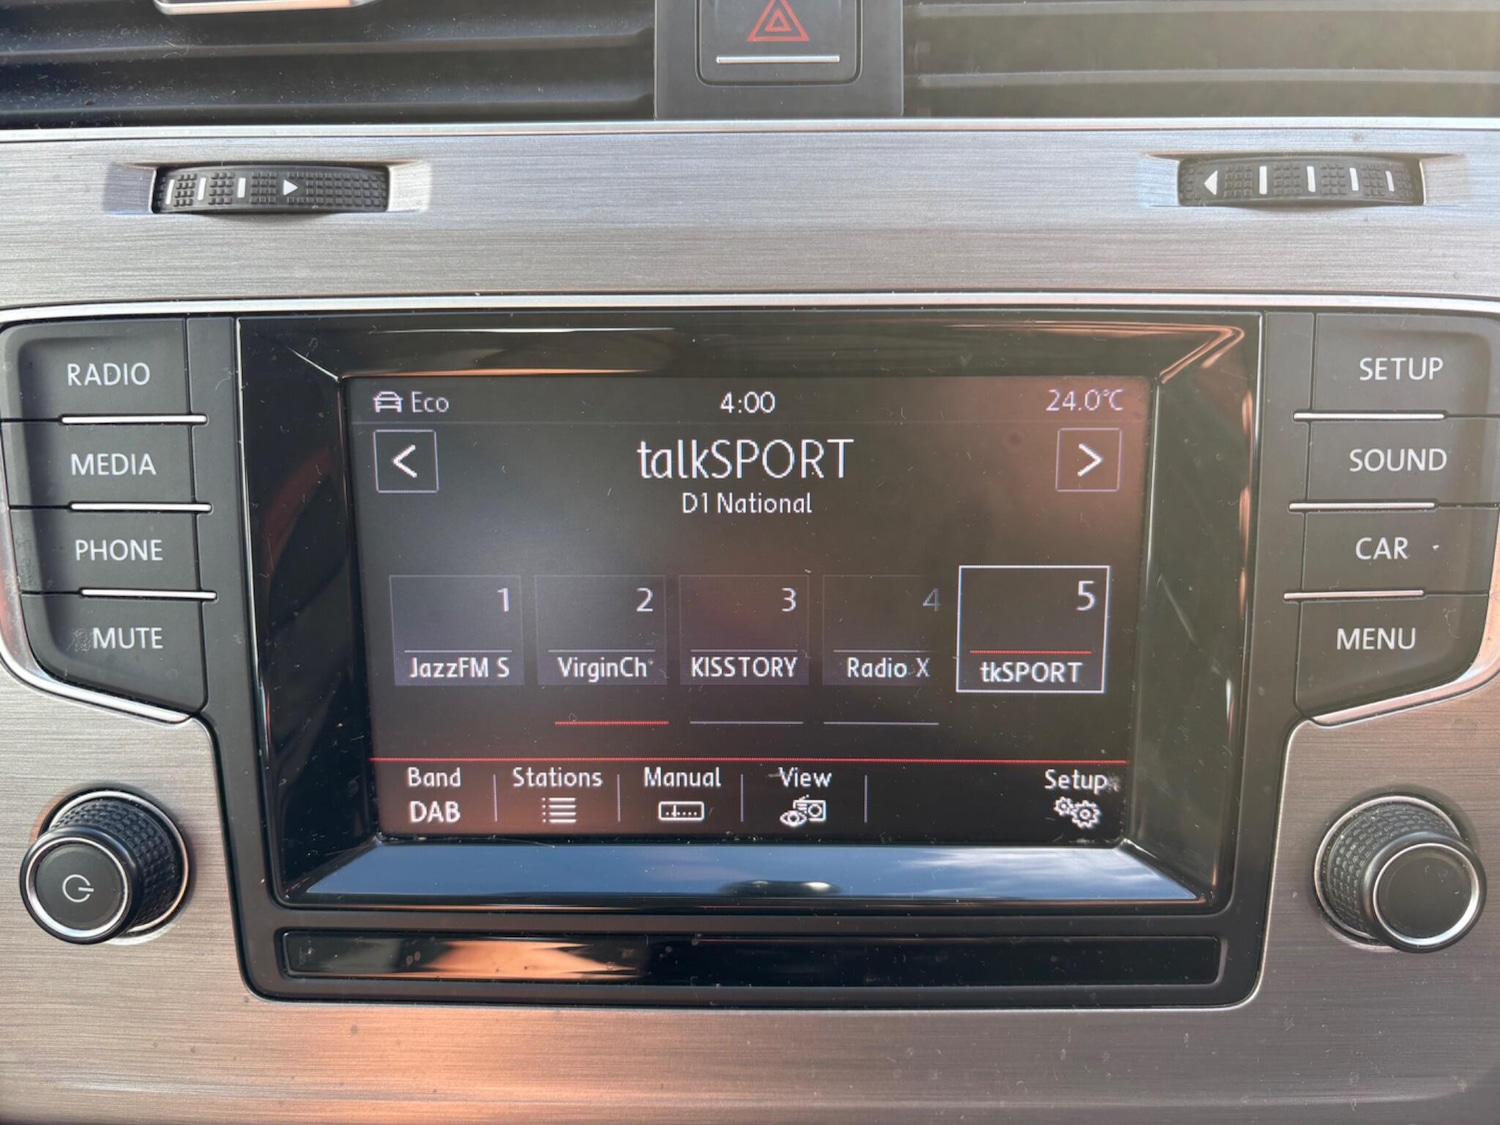 RADIO
MEDIA
PHONE
MUTE
Eco 4:00 24.0°C
talkSPORT
D1 National
1 2 3 4 5
JazzFM S VirginCh KISSTORY Radio X tkSPORT
Band Stations Manual View Setup
DAB
SETUP
SOUND
CAR
MENU